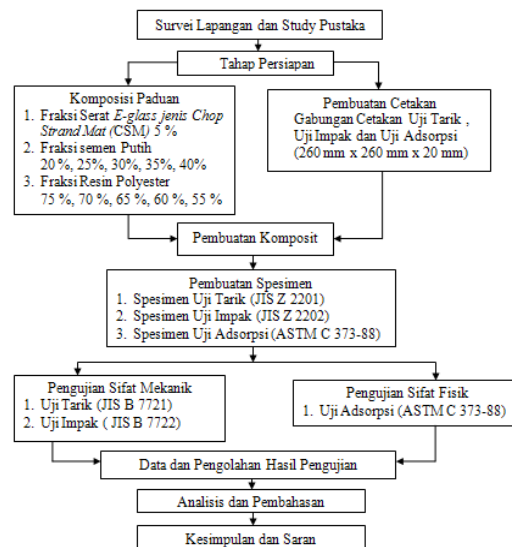 Survei Lapangan dan Study Pustaka
Tahap Persiapan
Komposisi Paduan
1. Fraksi Serat E-glass jenis Chop
Strand Mat (CSM) 5 %
2. Fraksi semen Putih
20 %, 25%, 30%, 35%, 40%
3. Fraksi Resin Polyester
75 %, 70 %, 65 %, 60 %, 55 %
Pembuatan Cetakan
Gabungan Cetakan Uji Tarik ,
Uji Impak dan Uji Adsorpsi
(260 mm x 260 mm x 20 mm)
Pembuatan Komposit
Pembuatan Spesimen
1. Spesimen Uji Tarik (JIS Z 2201)
2. Spesimen Uji Impak (JIS Z 2202)
3. Spesimen Uji Adsorpsi (ASTM C 373-88)
Pengujian Sifat Mekanik
1. Uji Tarik (JIS B 7721)
2. Uji Impak ( JIS B 7722)
Pengujian Sifat Fisik
1. Uji Adsorpsi (ASTM C 373-88)
Data dan Pengolahan Hasil Pengujian
Analisis dan Pembahasan
Kesimpulan dan Saran